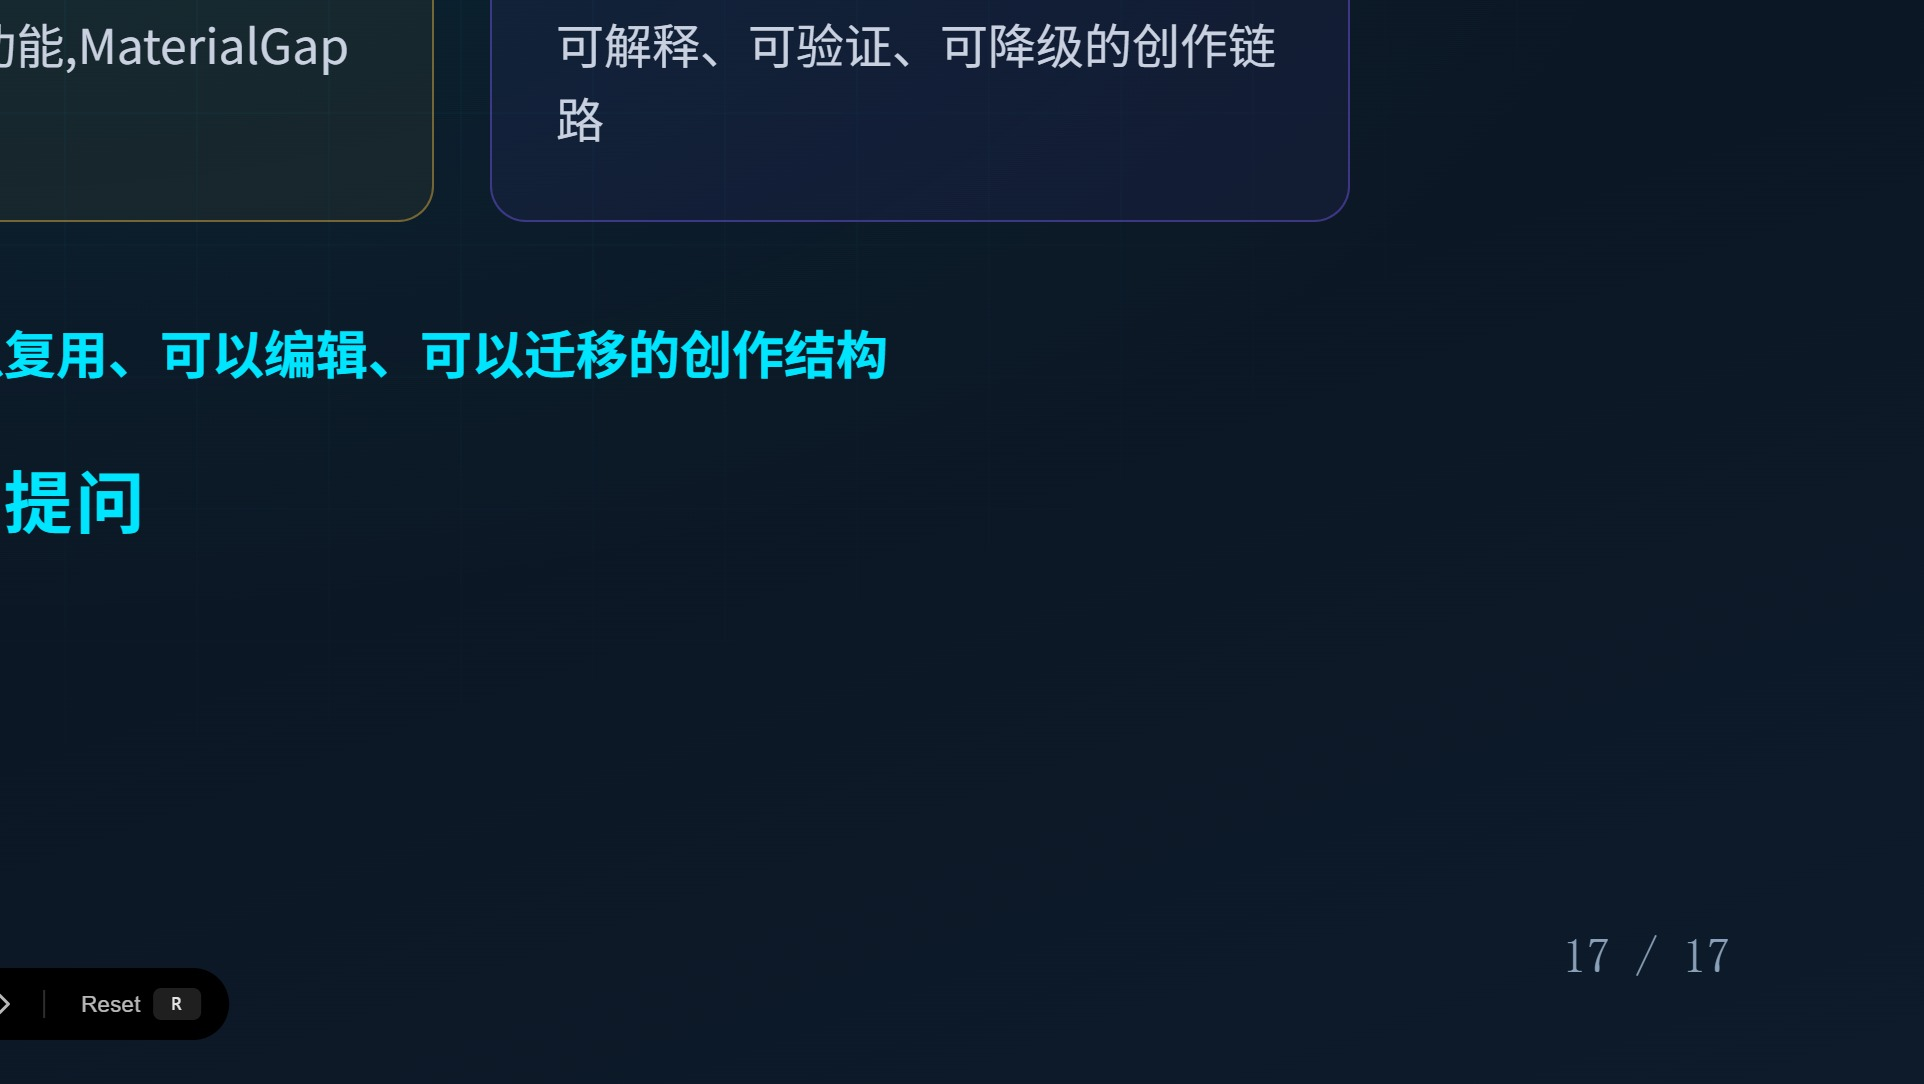 能,MaterialGap
可解释、可验证、可降级的创作链
路
复用、可以编辑、可以迁移的创作结构
提问
17 / 17
Reset R